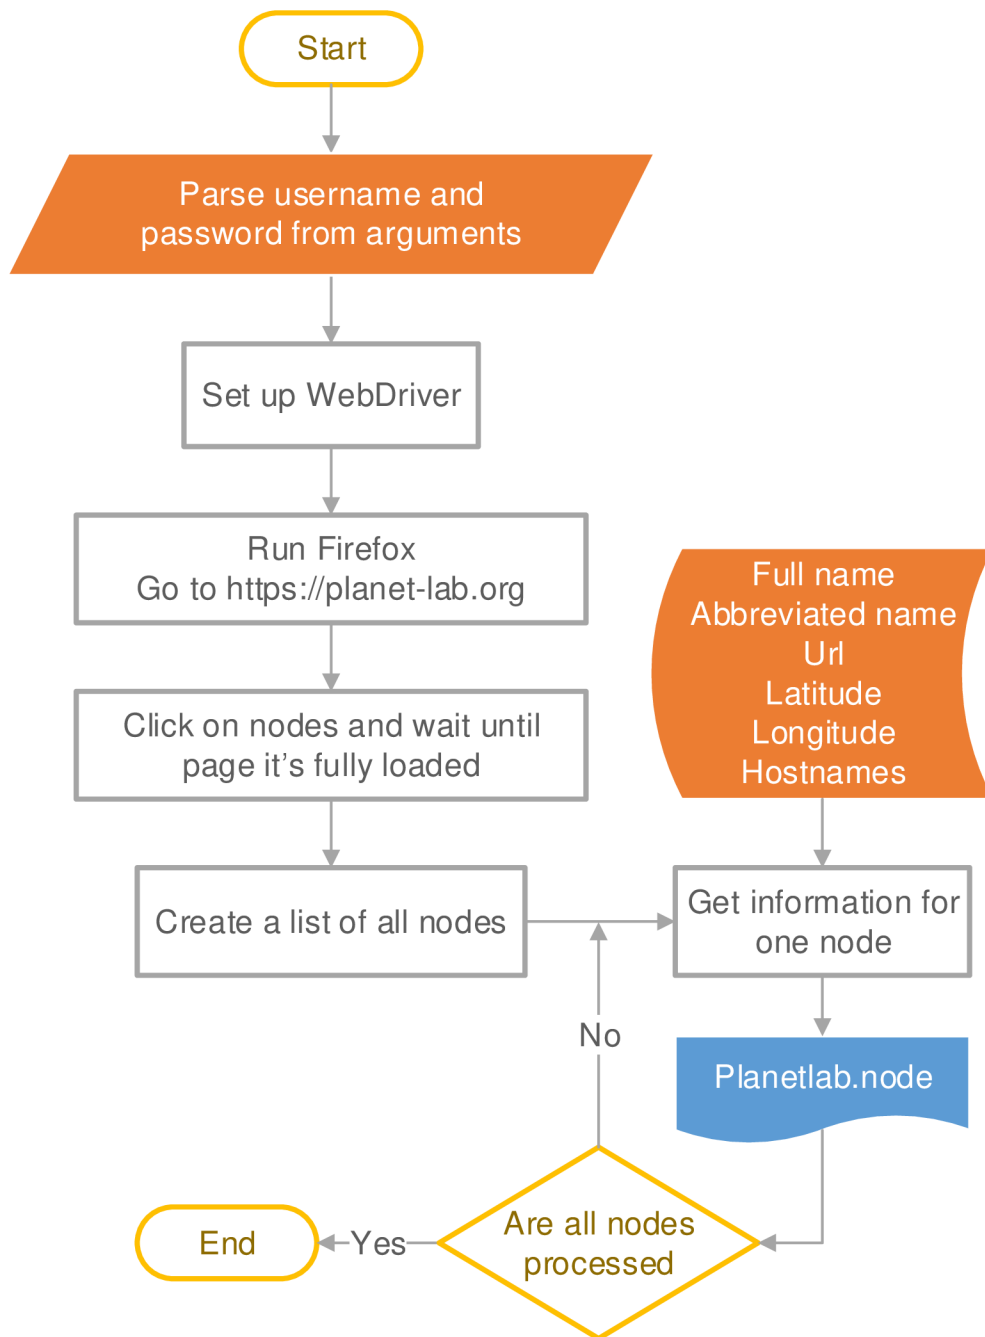 Start
Parse username and
password from arguments
Set up WebDriver
Run Firefox
Go to https://planet-lab.org
Click on nodes and wait until
page it’s fully loaded
Create a list of all nodes
Full name
Abbreviated name
Url
Latitude
Longitude
Hostnames
Get information for
one node
Planetlab.node
No
Are all nodes
processed
Yes
End